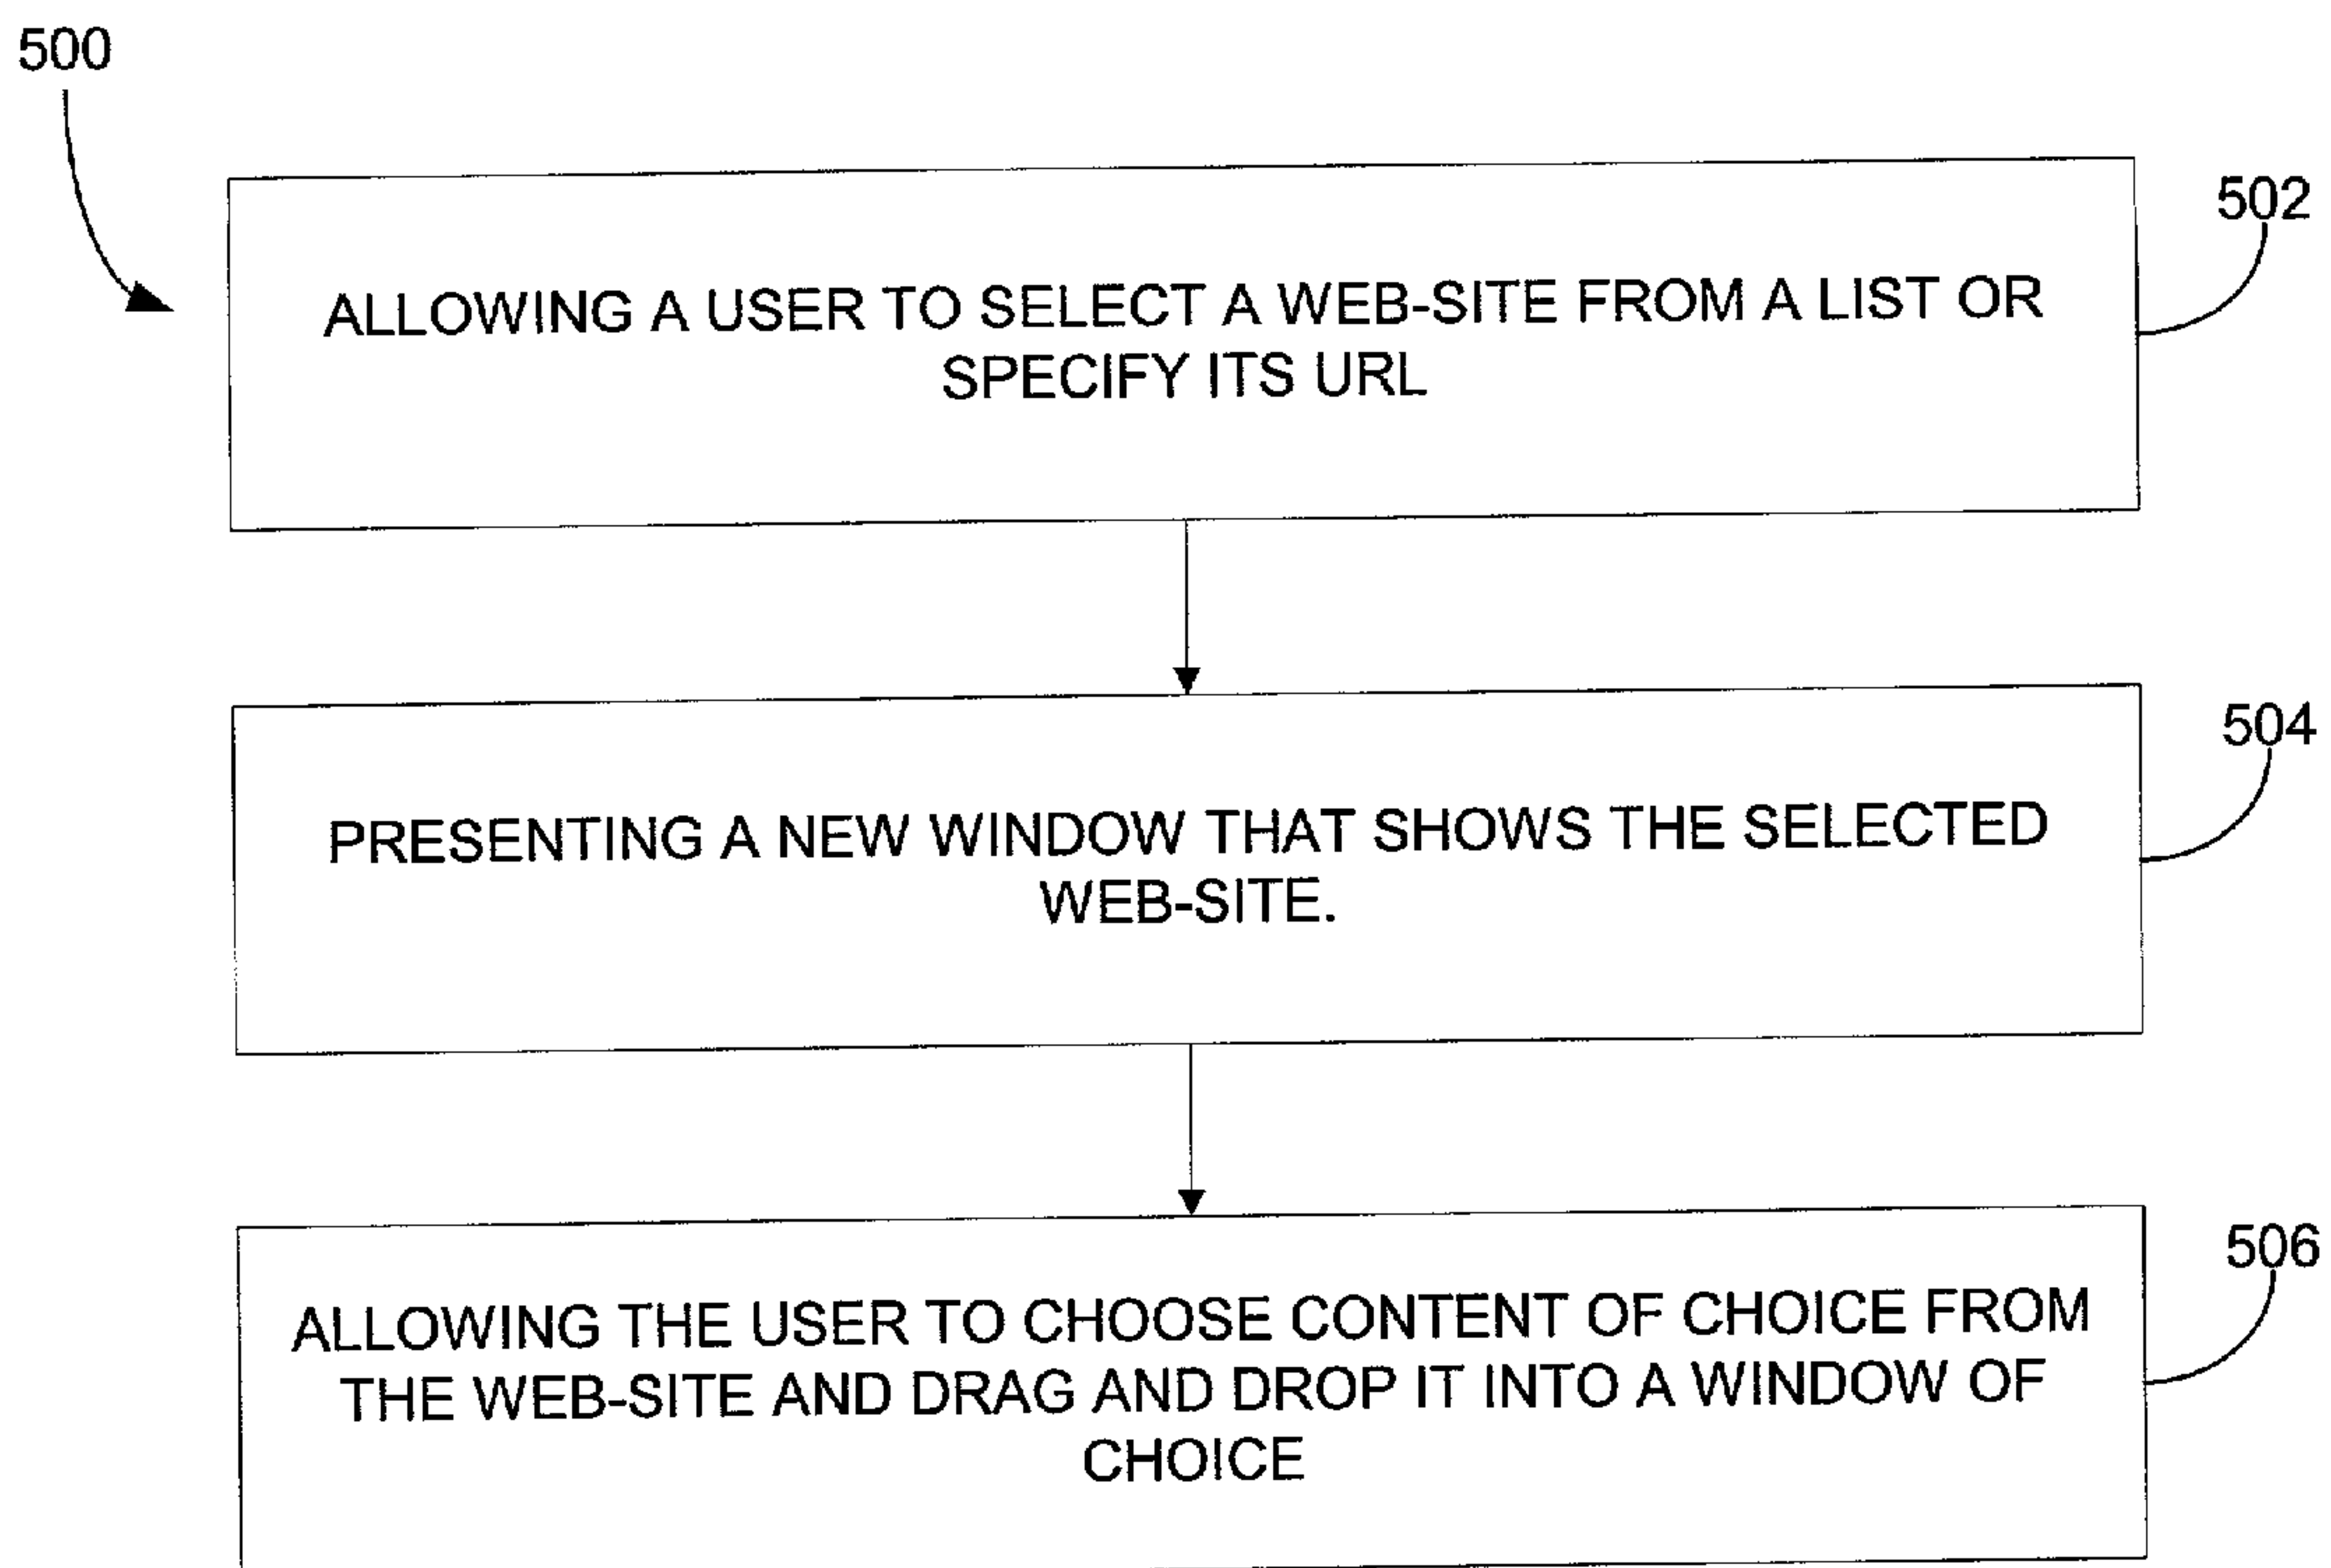 500
502
ALLOWING A USER TO SELECT A WEB-SITE FROM A LIST OR
SPECIFY ITS URL
504
PRESENTING A NEW WINDOW THAT SHOWS THE SELECTED
WEB-SITE.
506
ALLOWING THE USER TO CHOOSE CONTENT OF CHOICE FROM
THE WEB-SITE AND DRAG AND DROP IT INTO A WINDOW OF
CHOICE